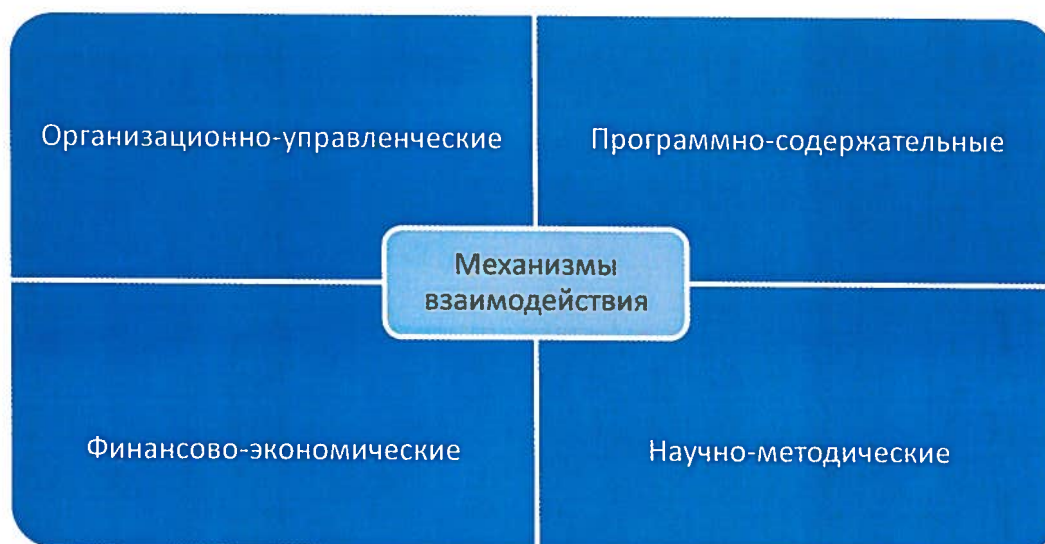 Организационно-управленческие
Программно-содержательные
Механизмы
взаимодействия
Финансово-экономические
Научно-методические